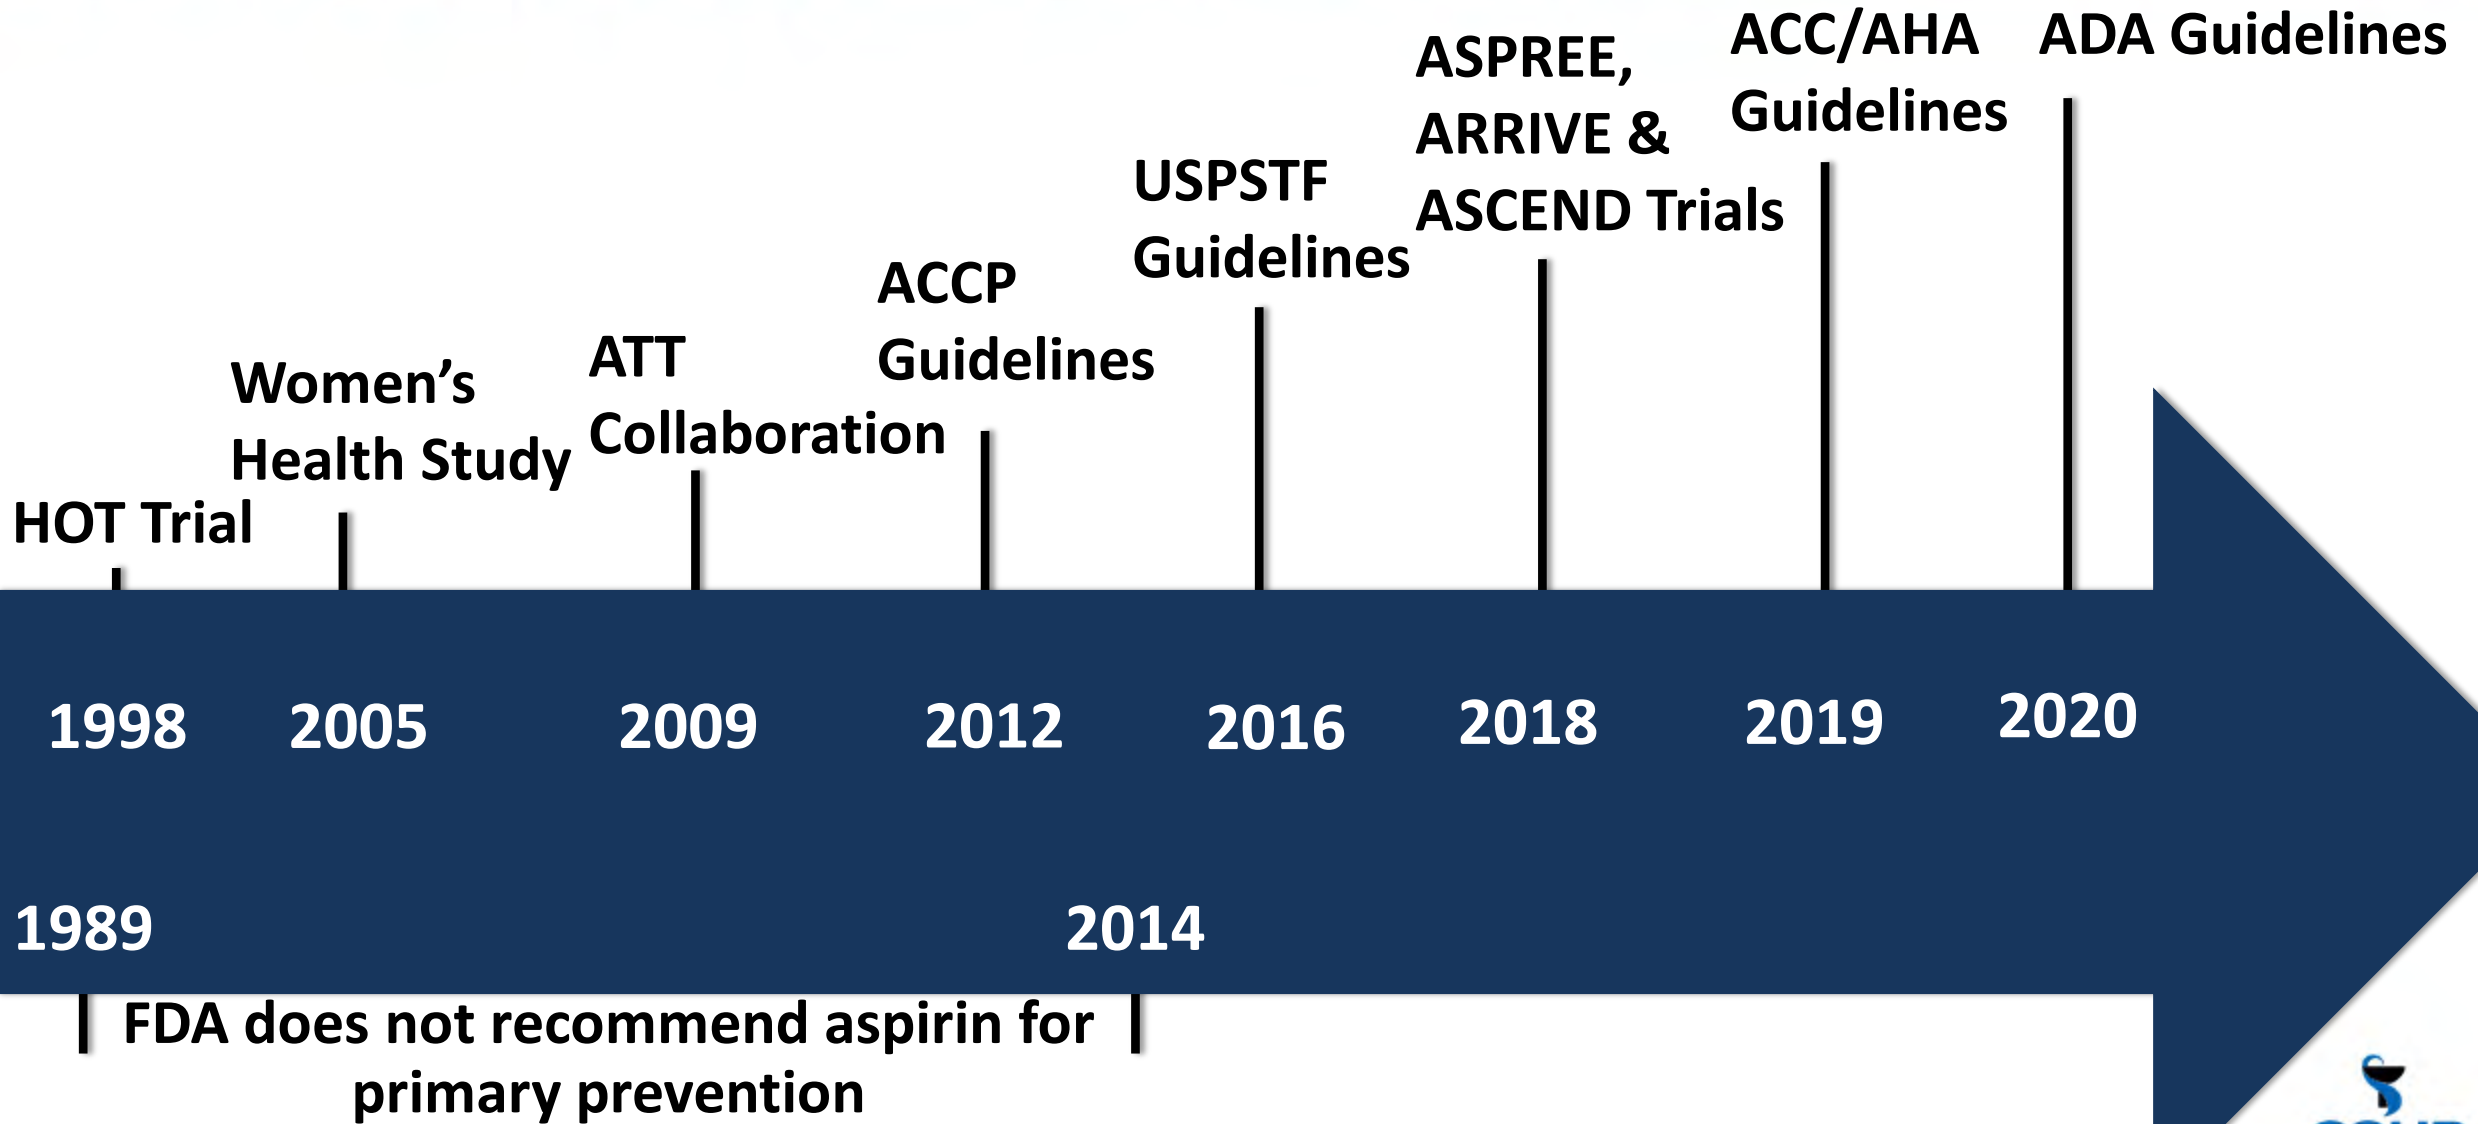 HOT Trial
Women’s
Health Study
ATT
Collaboration
ACCP
Guidelines
USPSTF
Guidelines
ASPREE,
ARRIVE &
ASCEND Trials
ACC/AHA
Guidelines
ADA Guidelines
1998
2005
2009
2012
2016
2018
2019
2020
1989
2014
FDA does not recommend aspirin for
primary prevention